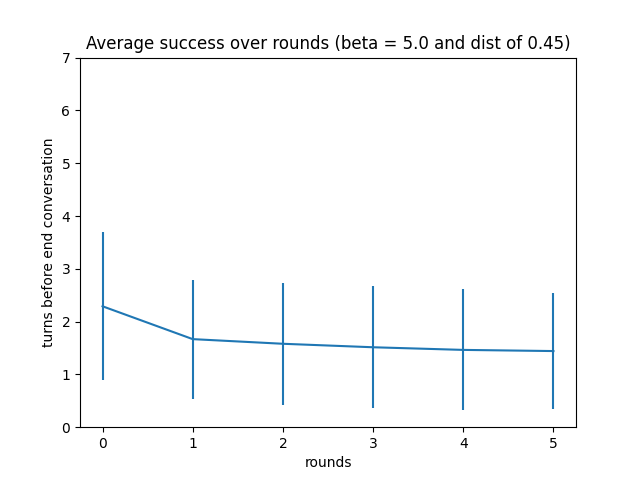 Average success over rounds (beta = 5.0 and dist of 0.45)
7
6
5
4
3
2
1
0
turns before end conversation
0 1 2 3 4 5
rounds